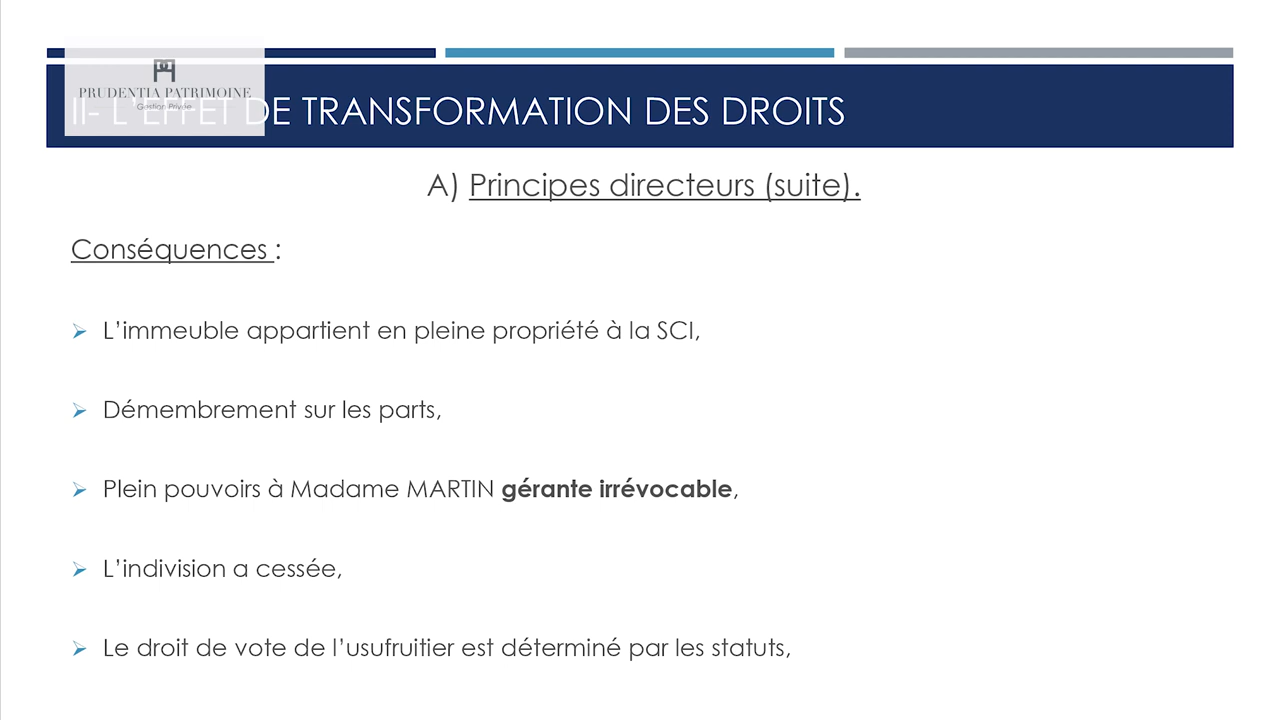 PRUDENTIA PATRIMOINE
Gestion Privée
II- L'EFFET DE TRANSFORMATION DES DROITS
A) Principes directeurs (suite).
Conséquences :
L'immeuble appartient en pleine propriété à la SCI,
Démembrement sur les parts,
Plein pouvoirs à Madame MARTIN gérante irrévocable,
L'indivision a cessée,
Le droit de vote de l'usufruitier est déterminé par les statuts,